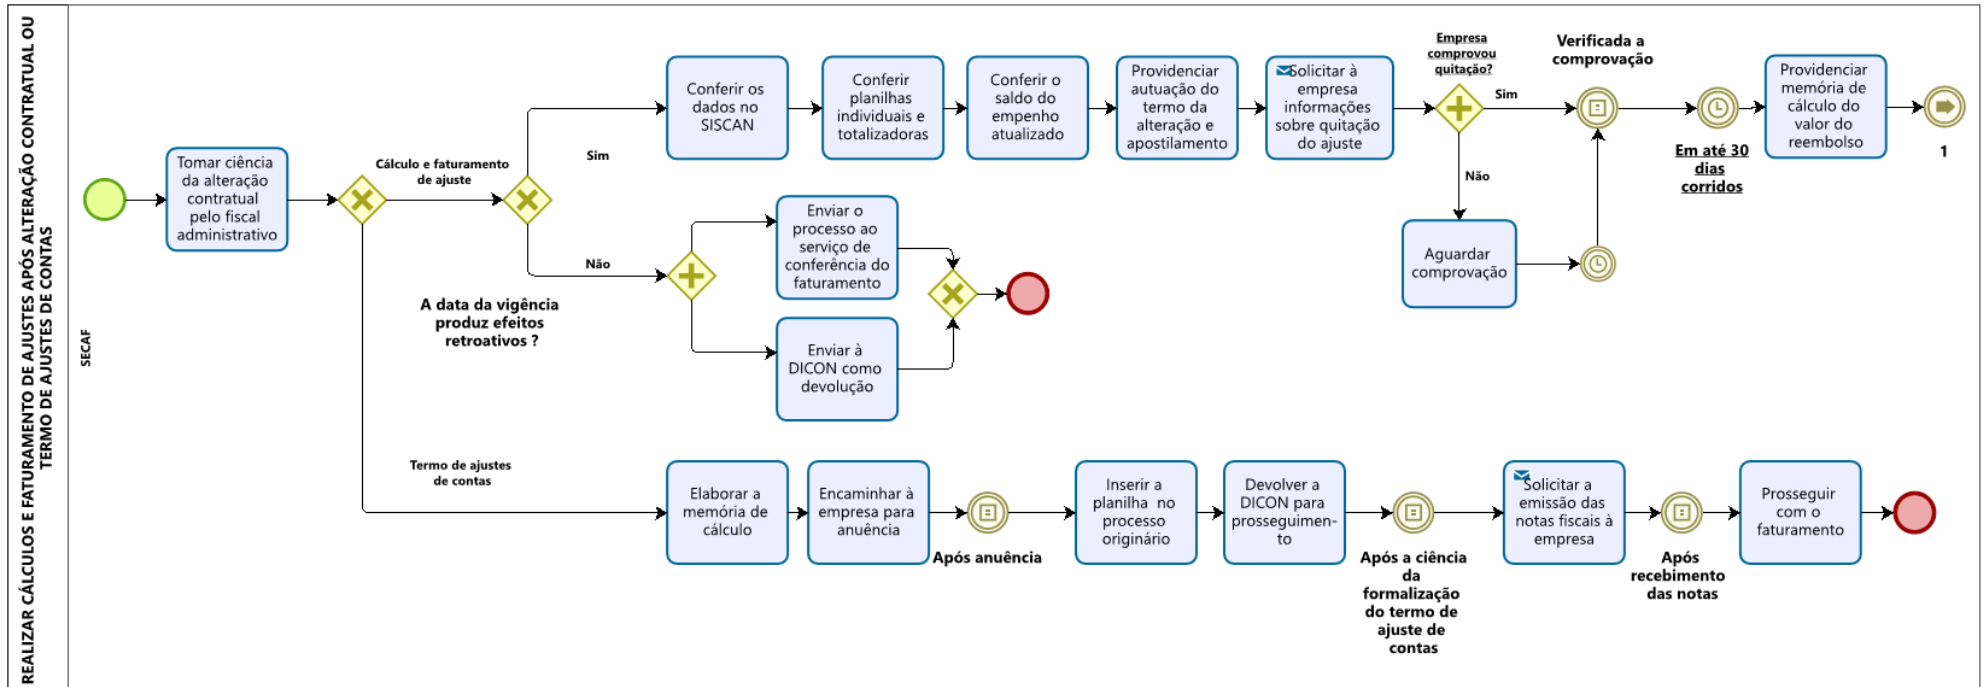 REALIZAR CÁLCULOS E FATURAMENTO DE AJUSTES APÓS ALTERAÇÃO CONTRATUAL OU
TERMO DE AJUSTES DE CONTAS
SECAF
Tomar ciência
da alteração
contratual
pelo fiscal
administrativo
Cálculo e faturamento
de ajuste
Sim
Não
A data da vigência
produz efeitos
retroativos ?
Conferir os
dados no
SISCAN
Conferir
planilhas
individuais e
totalizadoras
Conferir o
saldo do
empenho
atualizado
Providenciar
autuação do
termo da
alteração e
apostilamento
Solicitar à
empresa
informações
sobre quitação
do ajuste
Empresa
comprovou
quitação?
Sim
Não
Verificada a
comprovação
Em até 30
dias
corridos
Providenciar
memória de
cálculo do
valor do
reembolso
1
Aguardar
comprovação
Enviar o
processo ao
serviço de
conferência do
faturamento
Enviar à
DICON como
devolução
Termo de ajustes
de contas
Elaborar a
memória de
cálculo
Encaminhar à
empresa para
anuência
Após anuência
Inserir a
planilha no
processo
originário
Devolver a
DICON para
prosseguimen-
to
Após a ciência
da
formalização
do termo de
ajuste de
contas
Solicitar a
emissão das
notas fiscais à
empresa
Após
recebimento
das notas
Prosseguir
com o
faturamento